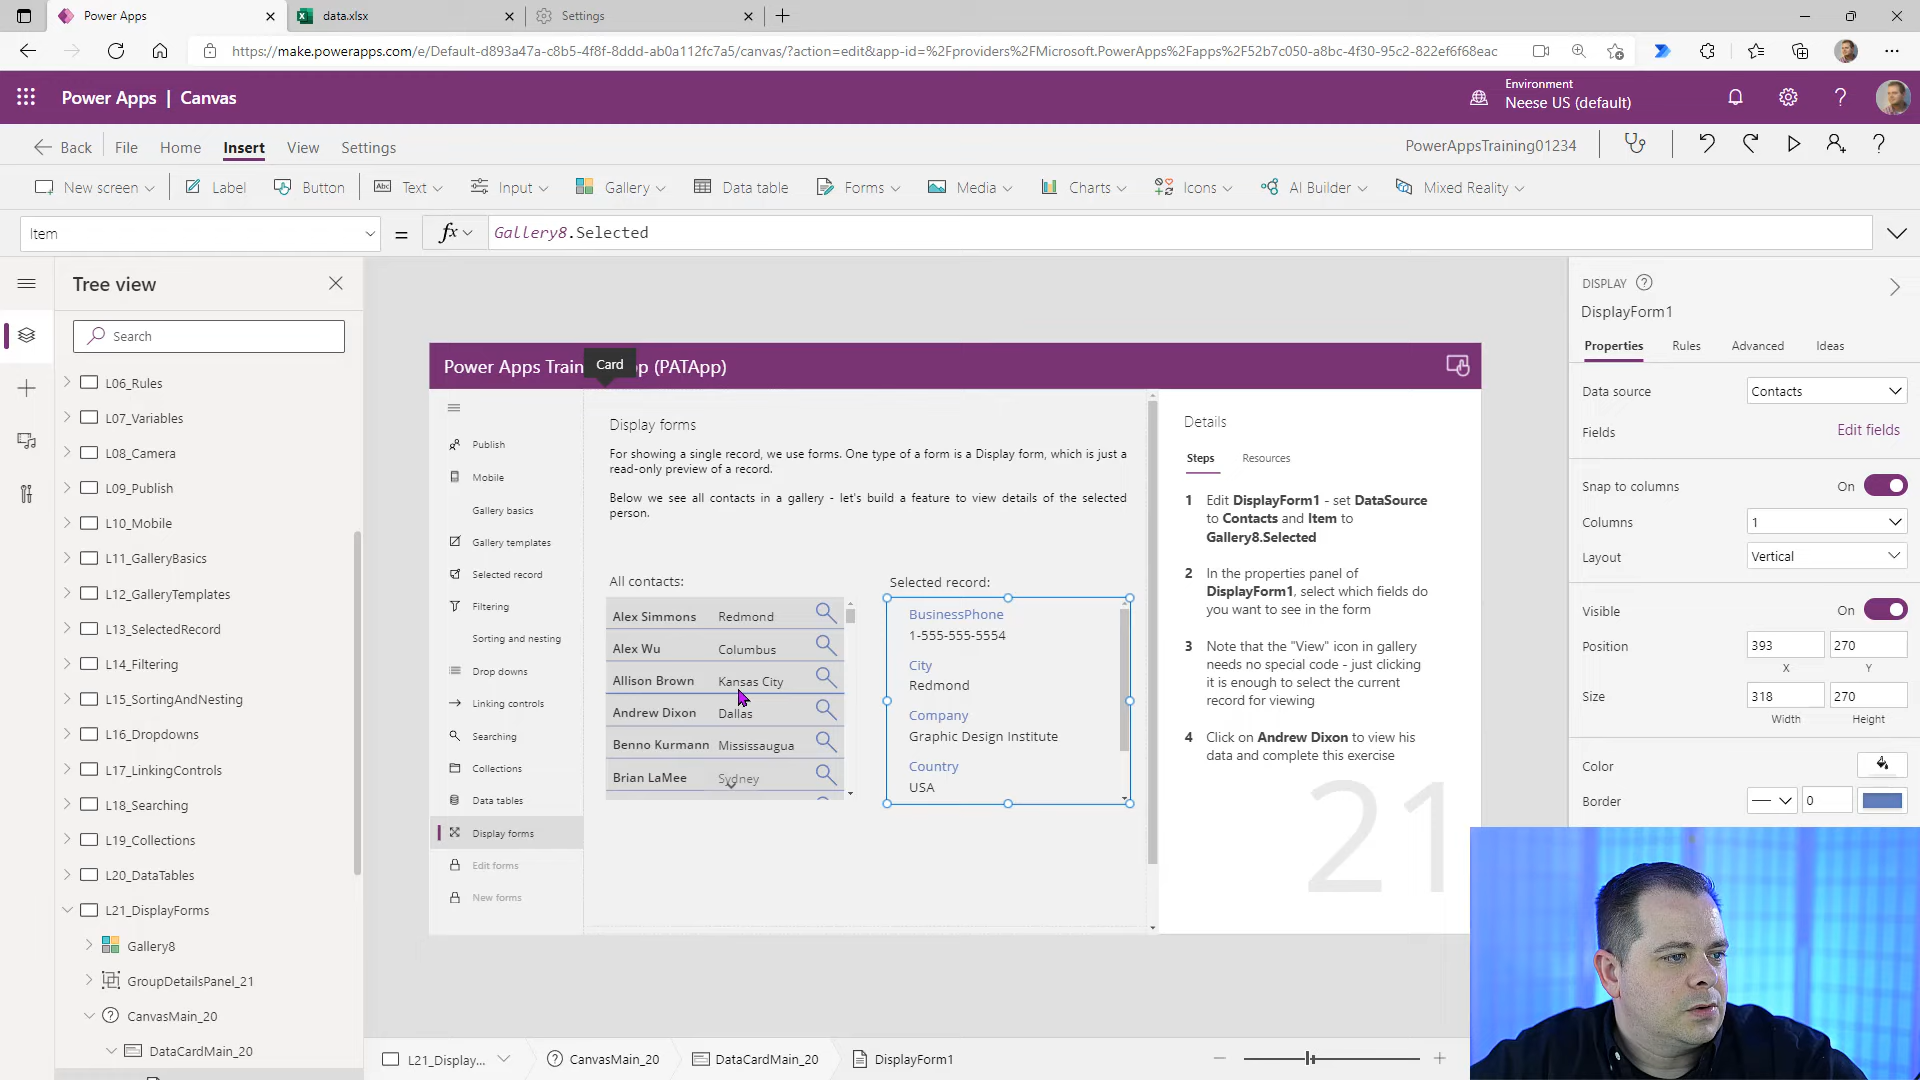 Power Apps
data.xlsx
Settings
https://make.powerapps.com/e/Default-d893a47a-c8b5-4f8f-8ddd-ab0a112fc7a5/canvas/?action=edit&app-id=%2Fproviders%2FMicrosoft.PowerApps%2Fapps%2F52b7c050-a8bc-4f30-95c2-822ef6f68eac
Power Apps | Canvas
Environment
Neese US (default)
Back
File
Home
Insert
View
Settings
PowerAppsTraining01234
New screen
Label
Button
Text
Input
Gallery
Data table
Forms
Media
Charts
Icons
AI Builder
Mixed Reality
Item
=
fx
Gallery8.Selected
Tree view
Search
L06_Rules
L07_Variables
L08_Camera
L09_Publish
L10_Mobile
L11_GalleryBasics
L12_GalleryTemplates
L13_SelectedRecord
L14_Filtering
L15_SortingAndNesting
L16_Dropdowns
L17_LinkingControls
L18_Searching
L19_Collections
L20_DataTables
L21_DisplayForms
Gallery8
GroupDetailsPanel_21
CanvasMain_20
DataCardMain_20
Card
Power Apps Train p (PATApp)
Publish
Mobile
Gallery basics
Gallery templates
Selected record
Filtering
Sorting and nesting
Drop downs
Linking controls
Searching
Collections
Data tables
Display forms
Edit forms
New forms
Display forms
For showing a single record, we use forms. One type of a form is a Display form, which is just a
read-only preview of a record.
Below we see all contacts in a gallery - let's build a feature to view details of the selected
person.
All contacts:
Alex Simmons Redmond
Alex Wu Columbus
Allison Brown Kansas City
Andrew Dixon Dallas
Benno Kurmann Mississaugua
Brian LaMee Sydney
Selected record:
BusinessPhone
1-555-555-5554
City
Redmond
Company
Graphic Design Institute
Country
USA
Details
Steps
Resources
1 Edit DisplayForm1 - set DataSource
to Contacts and Item to
Gallery8.Selected
2 In the properties panel of
DisplayForm1, select which fields do
you want to see in the form
3 Note that the "View" icon in gallery
needs no special code - just clicking
it is enough to select the current
record for viewing
4 Click on Andrew Dixon to view his
data and complete this exercise
21
L21_Display...
CanvasMain_20
DataCardMain_20
DisplayForm1
DISPLAY
DisplayForm1
Properties
Rules
Advanced
Ideas
Data source
Contacts
Fields
Edit fields
Snap to columns
On
Columns
1
Layout
Vertical
Visible
On
Position
393
270
X
Y
Size
318
270
Width
Height
Color
Border
0